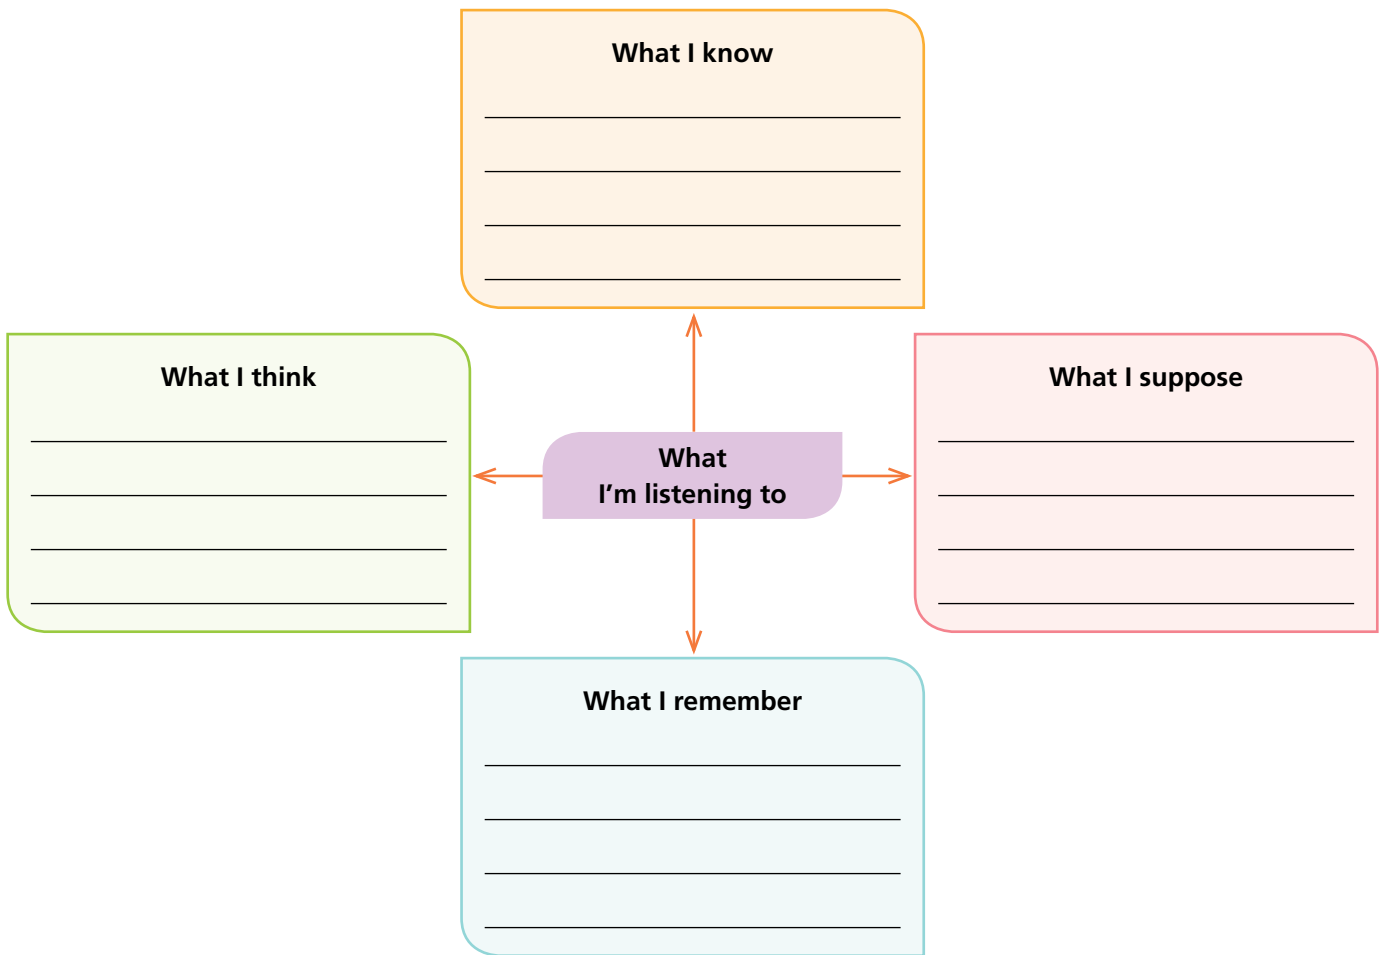 What I know
What I think
What I suppose
What
I'm listening to
What I remember